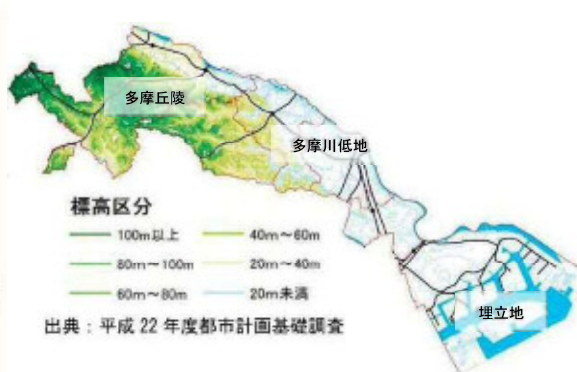 多摩丘陵
多摩川低地
標高区分
100m以上
40m～60m
80m～100m
20m～40m
60m～80m
20m未満
出典：平成 22 年度都市計画基礎調査
埋立地